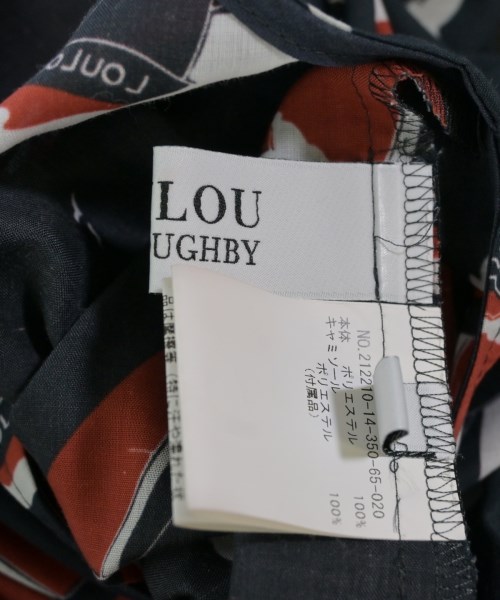 LOULO
LOU
UGHBY
NO.212210-14-350-65-020
本体 ポリエステル 100%
キャミソール ポリエステル 100%
(付属品)